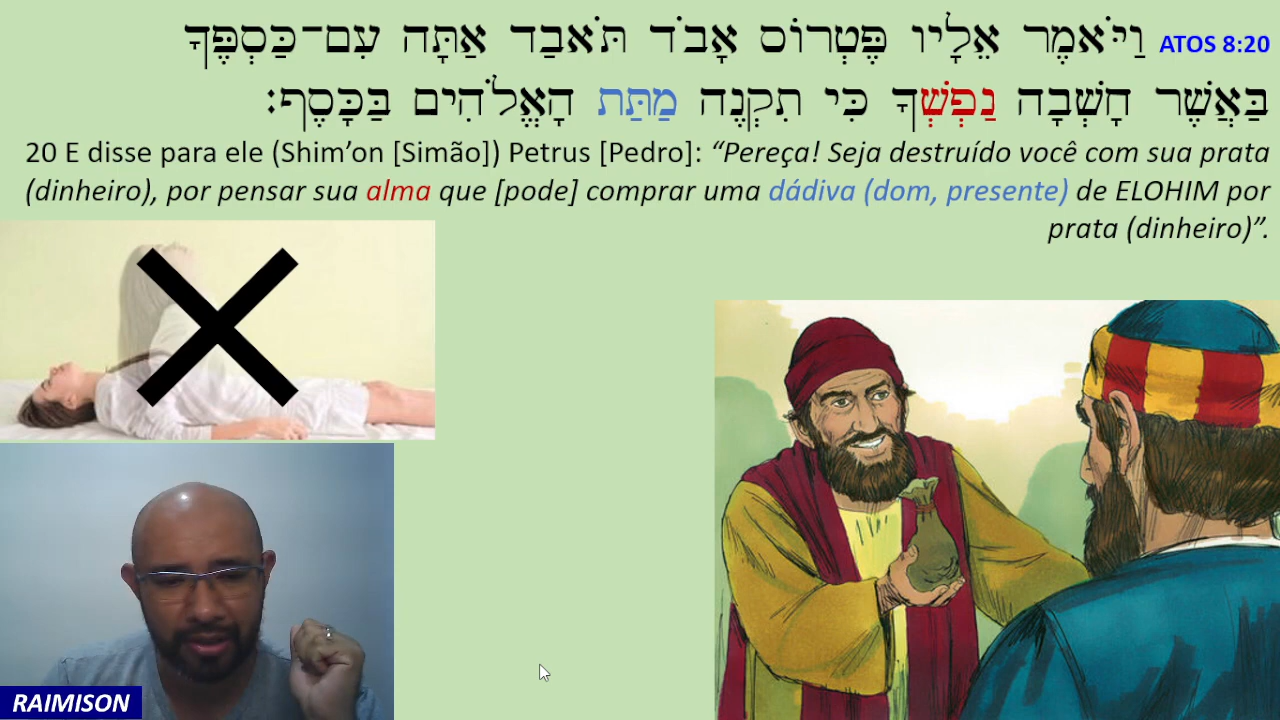 וַיֹּאמֶר אֵלָיו פֶּטְרוֹס אָבֹד תֹּאבַד אַתָּה עִם־כַּסְפֶּךָ ATOS 8:20
בַּאֲשֶׁר חָשְׁבָה נַפְשְׁךָ כִּי תִקְנֶה מַתַּת הָאֱלֹהִים בַּכָּסֶף׃
20 E disse para ele (Shim’on [Simão]) Petrus [Pedro]: “Pereça! Seja destruído você com sua prata
(dinheiro), por pensar sua alma que [pode] comprar uma dádiva (dom, presente) de ELOHIM por
prata (dinheiro)”.
RAIMISON